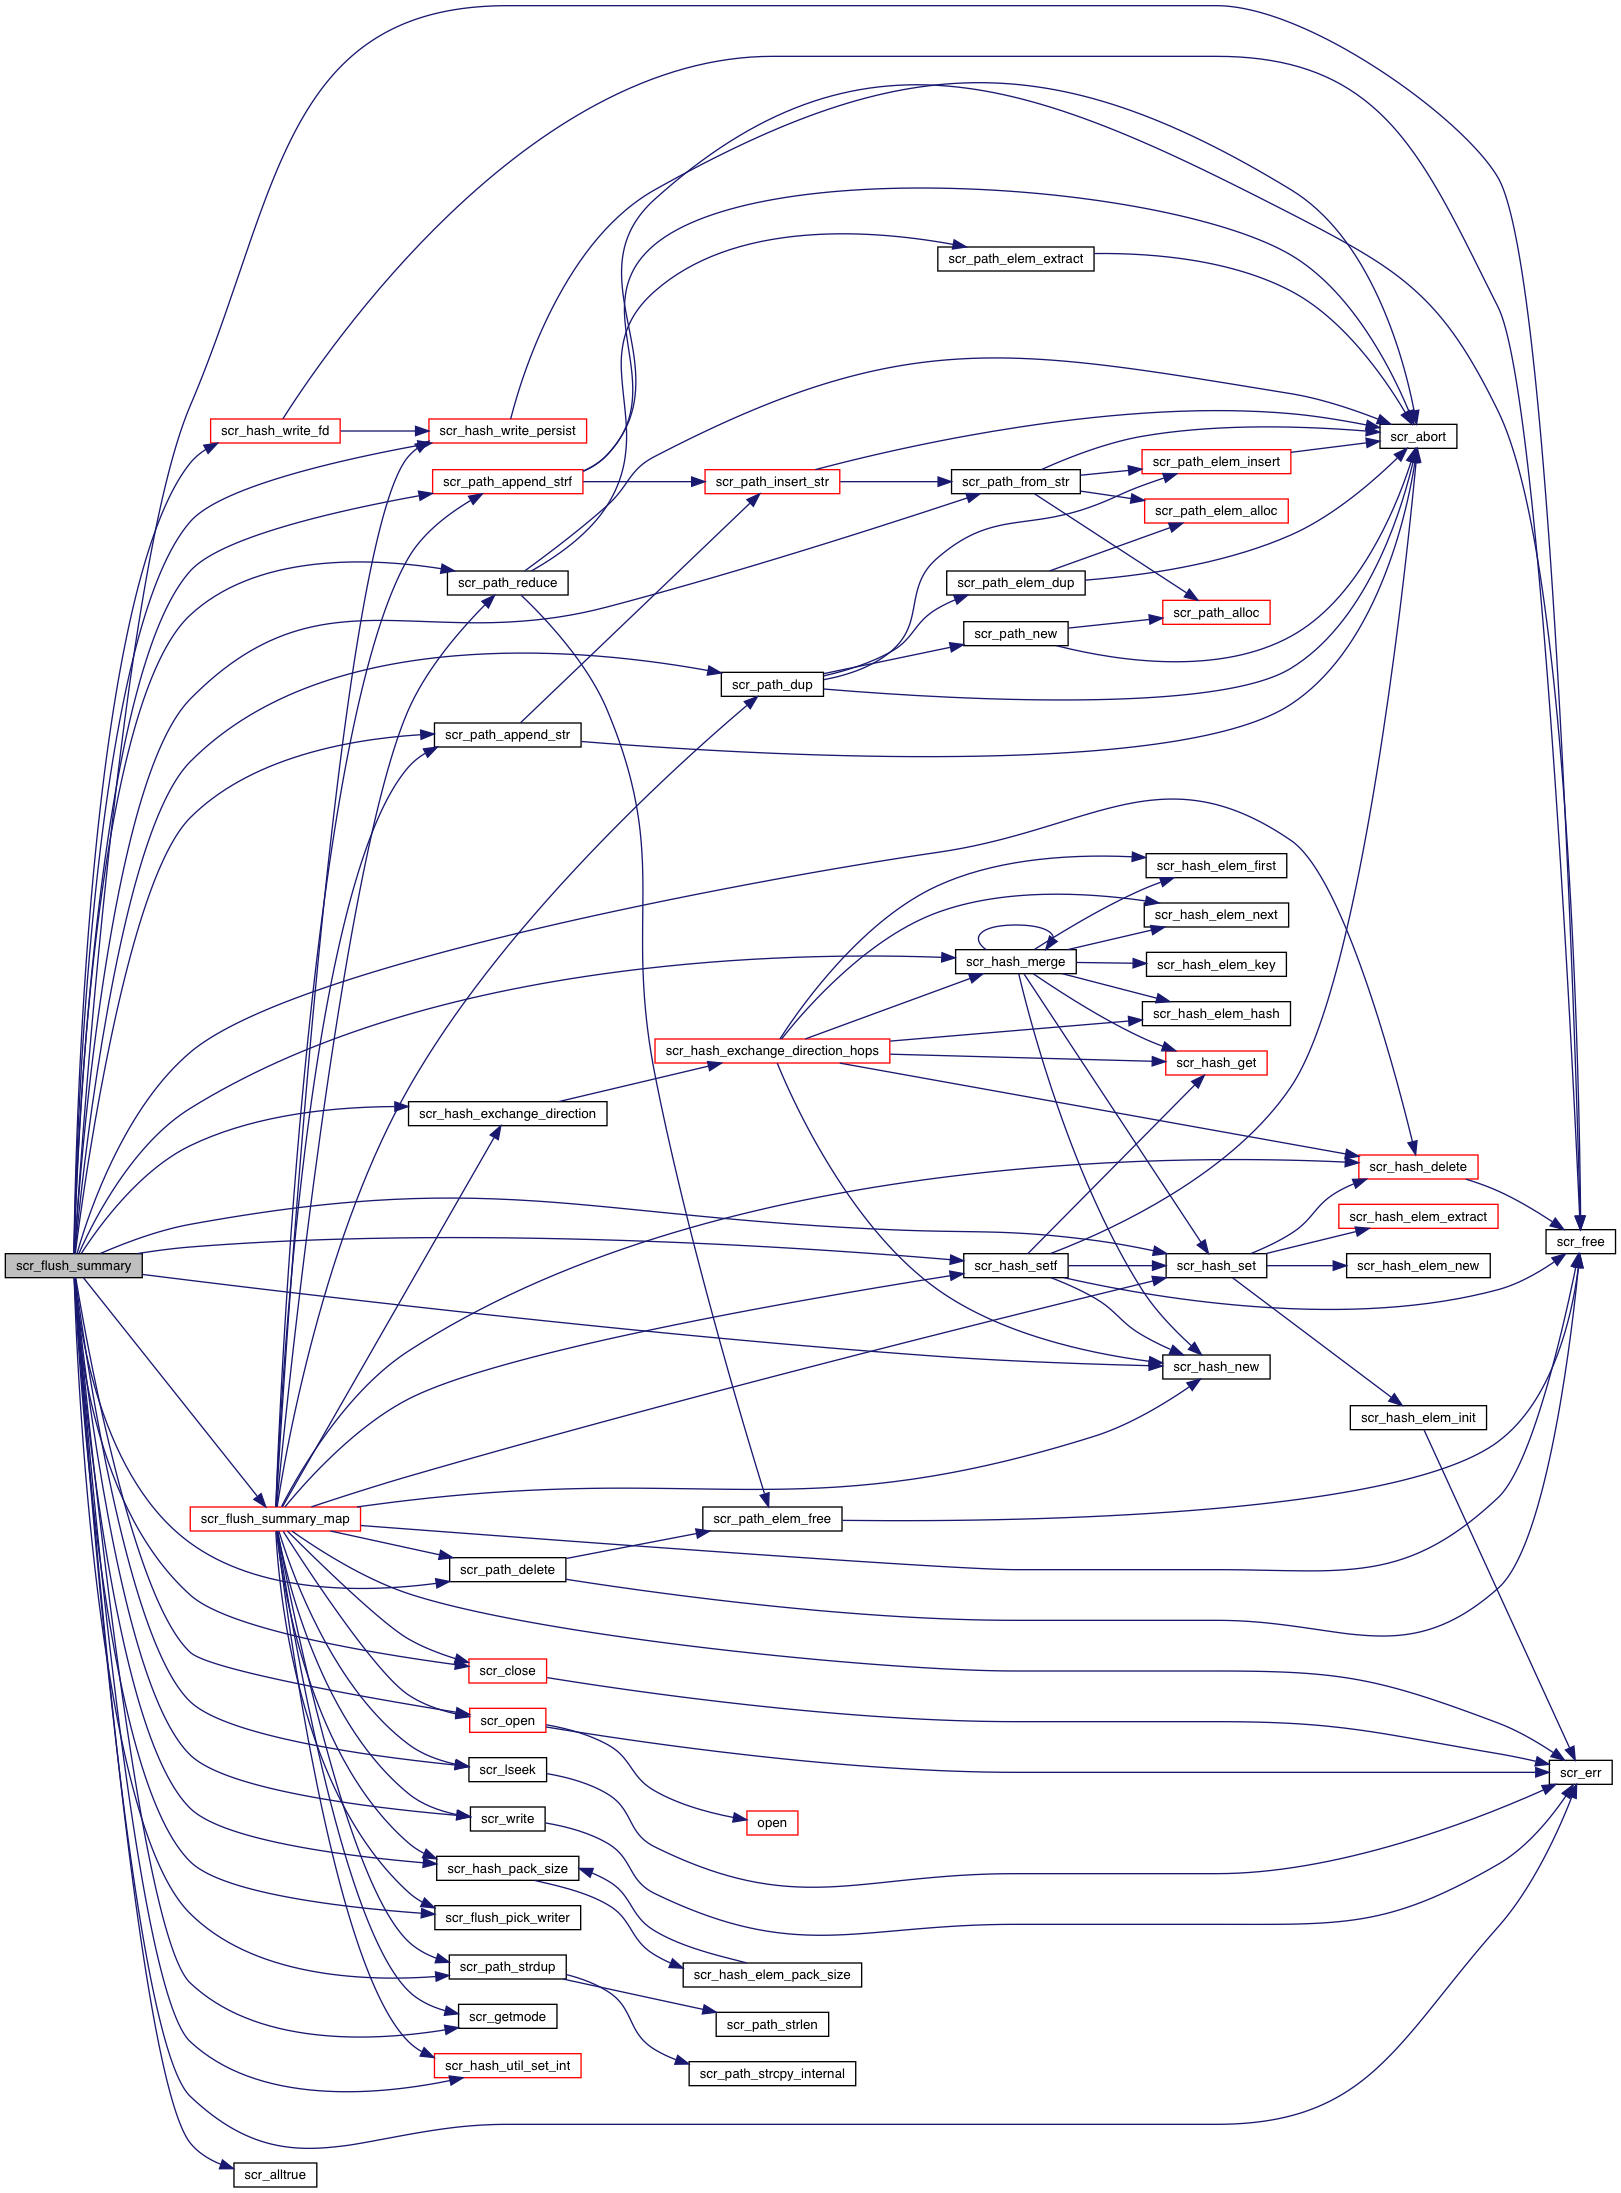 scr_path_elem_extract
scr_hash_write_fd
scr_hash_write_persist
scr_abort
scr_path_elem_insert
scr_path_append_strf
scr_path_insert_str
scr_path_from_str
scr_path_elem_alloc
scr_path_reduce
scr_path_elem_dup
scr_path_alloc
scr_path_new
scr_path_dup
scr_path_append_str
scr_hash_elem_first
scr_hash_elem_next
scr_hash_merge
scr_hash_elem_key
scr_hash_elem_hash
scr_hash_exchange_direction_hops
scr_hash_get
scr_hash_exchange_direction
scr_hash_delete
scr_hash_elem_extract
scr_free
scr_flush_summary
scr_hash_setf
scr_hash_set
scr_hash_elem_new
scr_hash_new
scr_hash_elem_init
scr_flush_summary_map
scr_path_elem_free
scr_path_delete
scr_close
scr_open
scr_lseek
scr_err
scr_write
open
scr_hash_pack_size
scr_flush_pick_writer
scr_path_strdup
scr_hash_elem_pack_size
scr_getmode
scr_path_strlen
scr_hash_util_set_int
scr_path_strcpy_internal
scr_alltrue